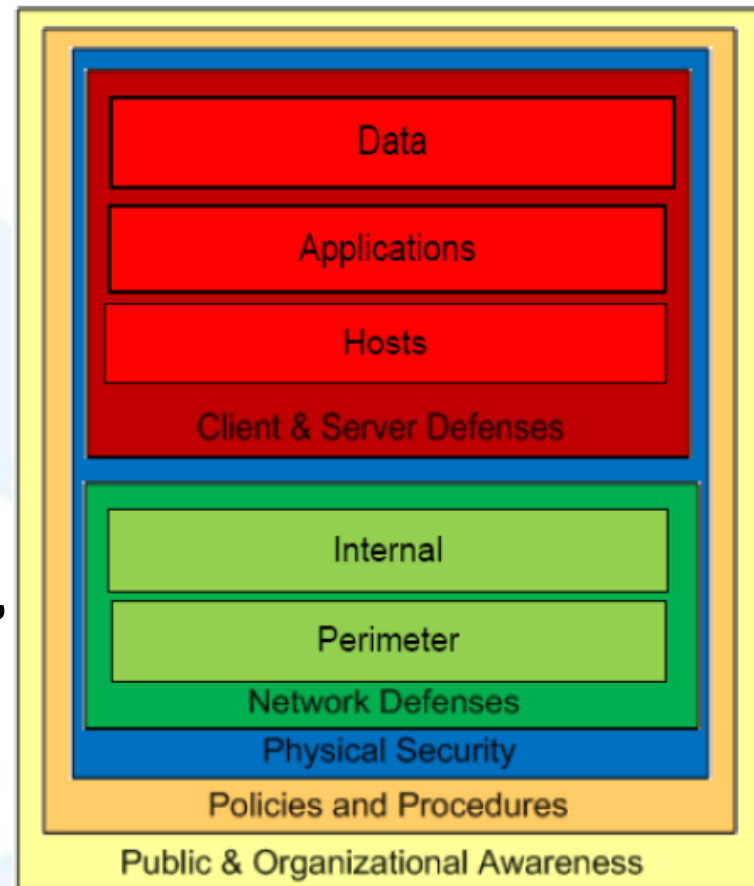 Data
Applications
Hosts
Client & Server Defenses
Internal
Perimeter
Network Defenses
Physical Security
Policies and Procedures
Public & Organizational Awareness